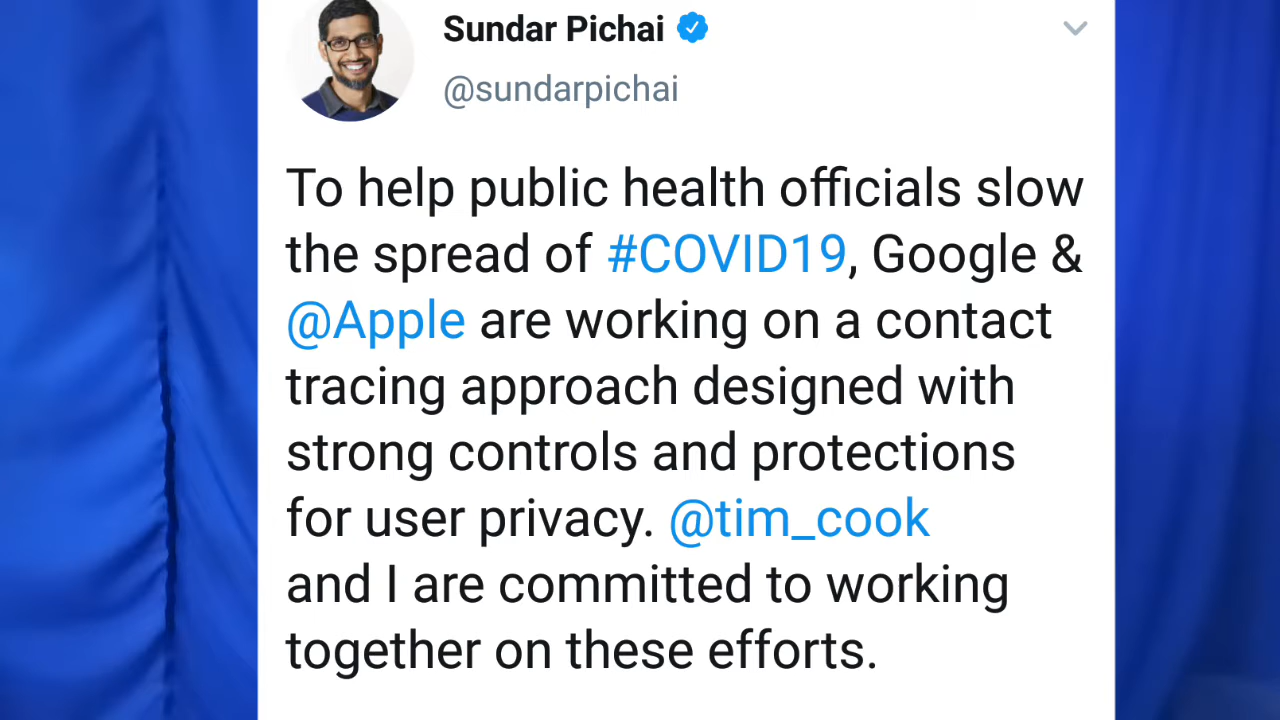 Sundar Pichai
@sundarpichai
To help public health officials slow
the spread of #COVID19, Google &
@Apple are working on a contact
tracing approach designed with
strong controls and protections
for user privacy. @tim_cook
and I are committed to working
together on these efforts.